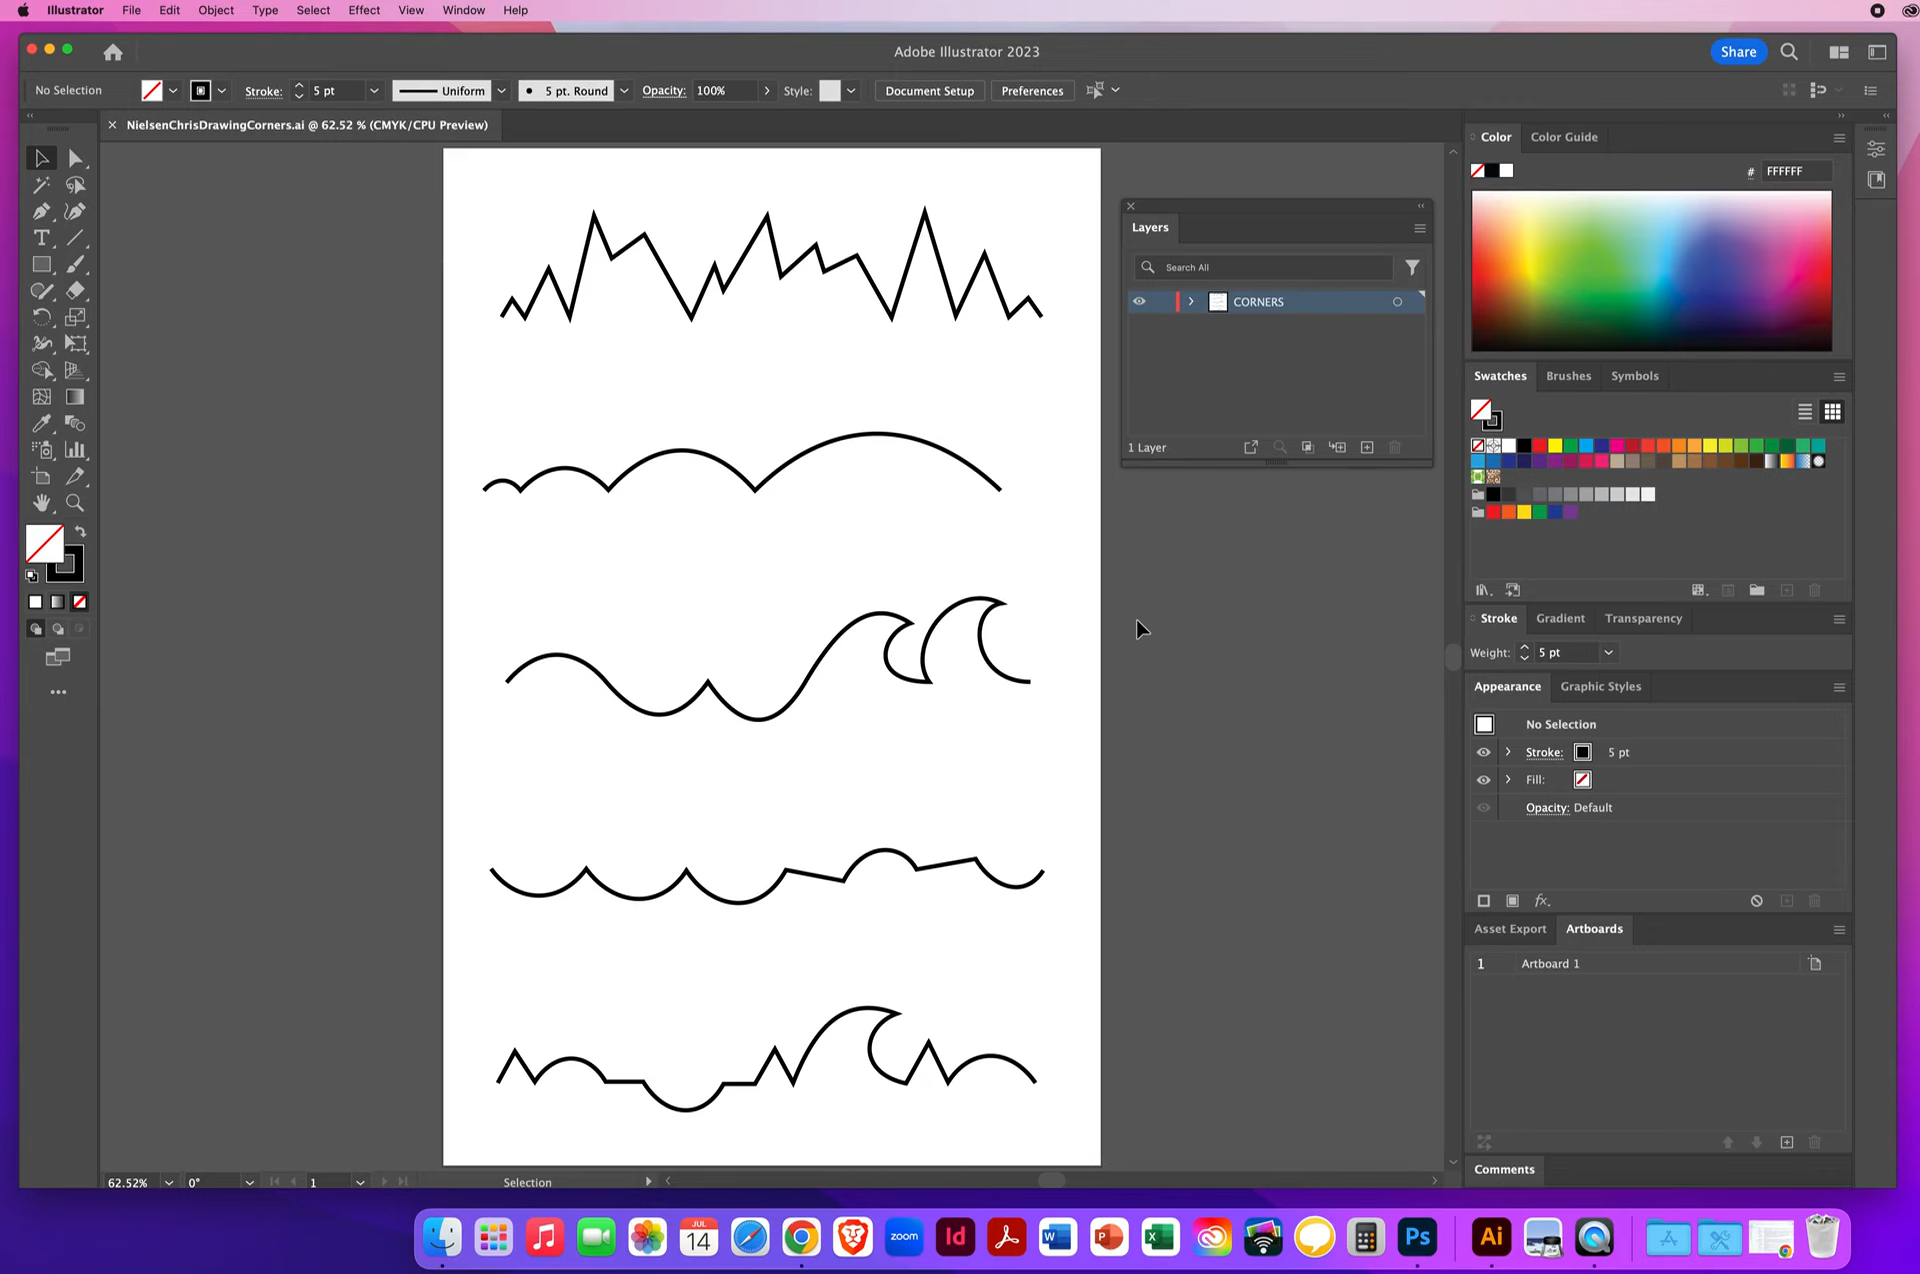 Illustrator File Edit Object Type Select Effect View Window Help
Adobe Illustrator 2023
Share
No Selection Stroke: 5 pt Uniform 5 pt. Round Opacity: 100% Style: Document Setup Preferences
NielsenChrisDrawingCorners.ai @ 62.52 % (CMYK/CPU Preview)
Color Color Guide
# FFFFFF
Layers
Search All
CORNERS
1 Layer
Swatches Brushes Symbols
Stroke Gradient Transparency
Weight: 5 pt
Appearance Graphic Styles
No Selection
Stroke: 5 pt
Fill:
Opacity: Default
fx.
Asset Export Artboards
1 Artboard 1
Comments
62.52% 0° 1 Selection
JUL
14
zoom
Id
W
P
X
Ps
Ai